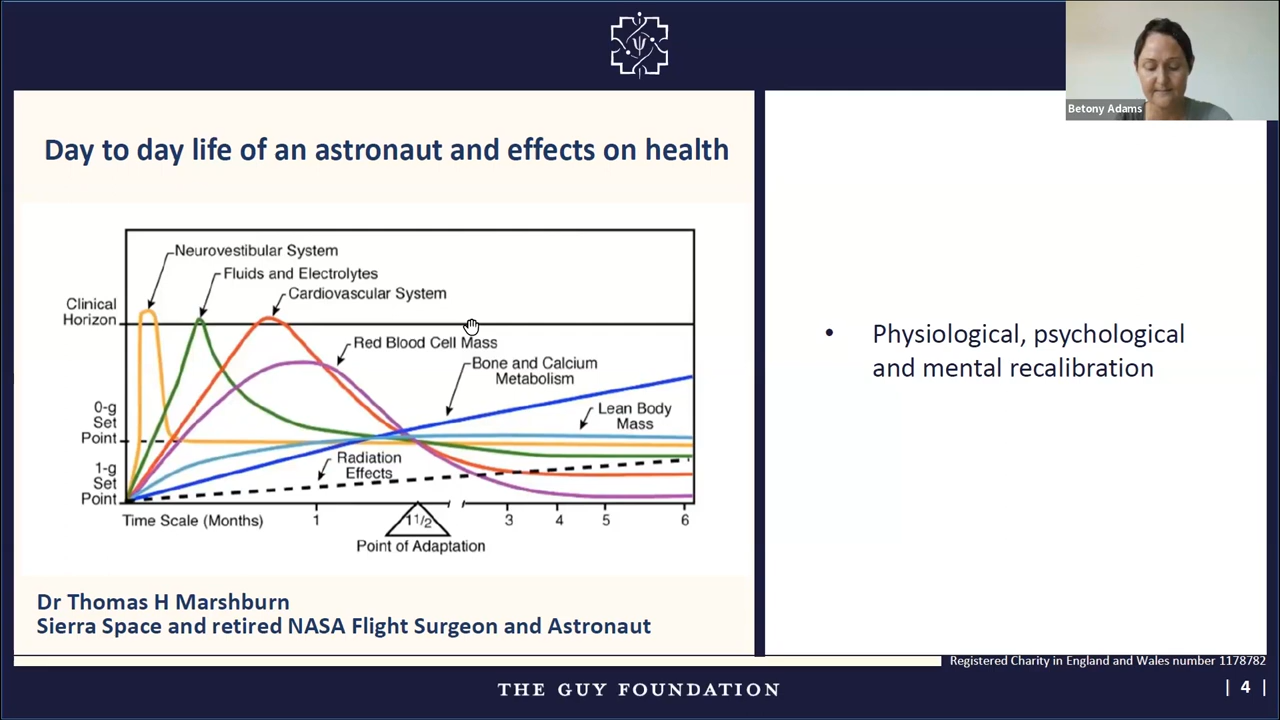 Betony Adams
Day to day life of an astronaut and effects on health
Neurovestibular System
Fluids and Electrolytes
Cardiovascular System
Clinical
Horizon
Red Blood Cell Mass
Bone and Calcium
Metabolism
0-g
Set
Point
Lean Body
Mass
Radiation
Effects
1-g
Set
Point
Time Scale (Months)
1
1 1/2
3
4
5
6
Point of Adaptation
• Physiological, psychological
and mental recalibration
Dr Thomas H Marshburn
Sierra Space and retired NASA Flight Surgeon and Astronaut
Registered Charity in England and Wales number 1178782
THE GUY FOUNDATION
| 4 |